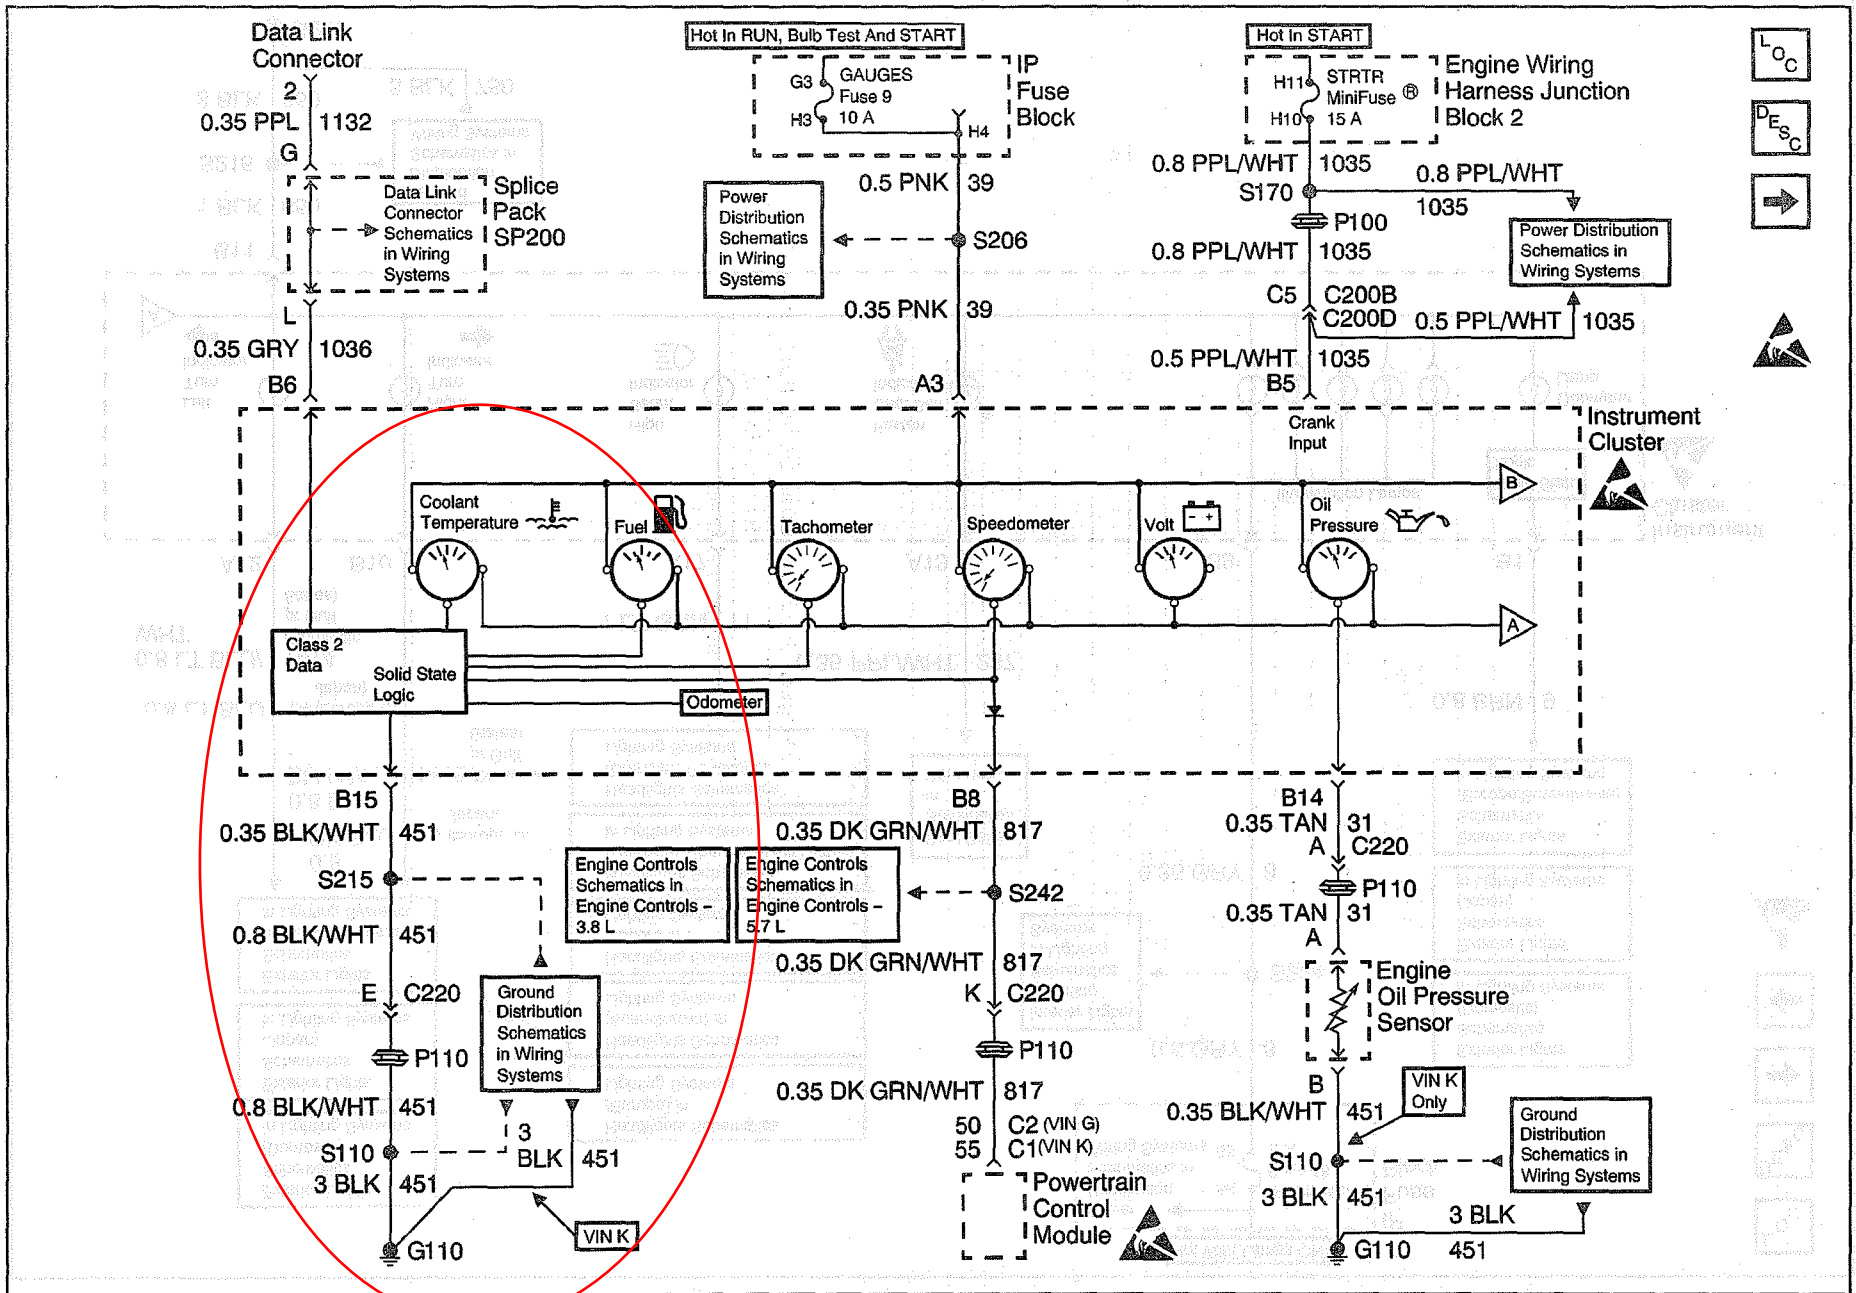 Data Link
Connector
2
0.35 PPL 1132
G
Data Link
Connector
Schematics
in Wiring
Systems
Splice
Pack
SP200
L
0.35 GRY 1036
B6
Hot In RUN, Bulb Test And START
G3
GAUGES
Fuse 9
10 A
H3
H4
IP
Fuse
Block
0.5 PNK 39
Power
Distribution
Schematics
in Wiring
Systems
S206
0.35 PNK 39
A3
Hot In START
H11
STRTR
MiniFuse ®
H10
15 A
Engine Wiring
Harness Junction
Block 2
0.8 PPL/WHT 1035
0.8 PPL/WHT
1035
S170
P100
0.8 PPL/WHT 1035
Power Distribution
Schematics in
Wiring Systems
C5 C200B
C200D
0.5 PPL/WHT 1035
0.5 PPL/WHT 1035
B5
LOC
DESC
Instrument
Cluster
Crank
Input
Coolant
Temperature
Fuel
Tachometer
Speedometer
Volt
Oil
Pressure
B
A
Class 2
Data
Solid State
Logic
Odometer
B15
0.35 BLK/WHT 451
S215
0.8 BLK/WHT 451
E C220
P110
0.8 BLK/WHT 451
S110
3 BLK 451
G110
Ground
Distribution
Schematics
in Wiring
Systems
3
BLK 451
VIN K
Engine Controls
Schematics in
Engine Controls –
3.8 L
Engine Controls
Schematics in
Engine Controls –
5.7 L
B8
0.35 DK GRN/WHT 817
S242
0.35 DK GRN/WHT 817
K C220
P110
0.35 DK GRN/WHT 817
50 C2 (VIN G)
55 C1 (VIN K)
Powertrain
Control
Module
B14
0.35 TAN 31
A C220
P110
0.35 TAN 31
A
Engine
Oil Pressure
Sensor
B
0.35 BLK/WHT 451
VIN K
Only
S110
3 BLK 451
G110
Ground
Distribution
Schematics in
Wiring Systems
3 BLK
451